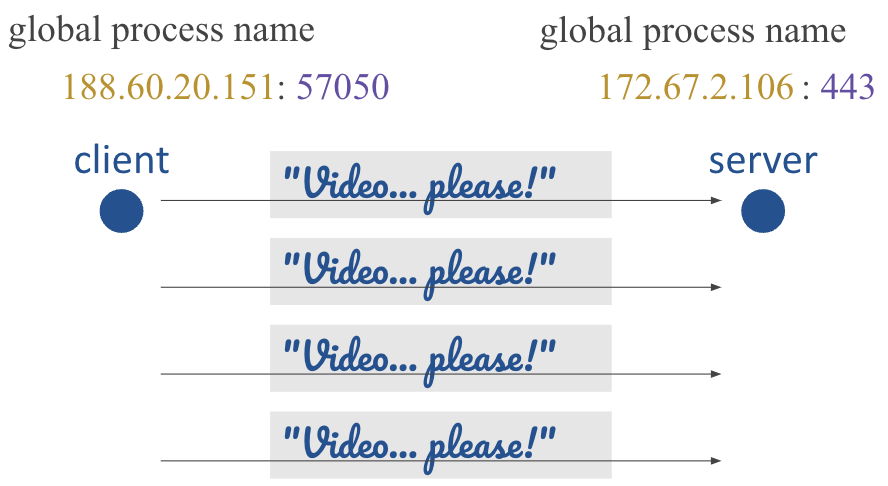 global process name
global process name
188.60.20.151: 57050
172.67.2.106 : 443
client
server
"Video... please!"
"Video... please!"
"Video... please!"
"Video... please!"